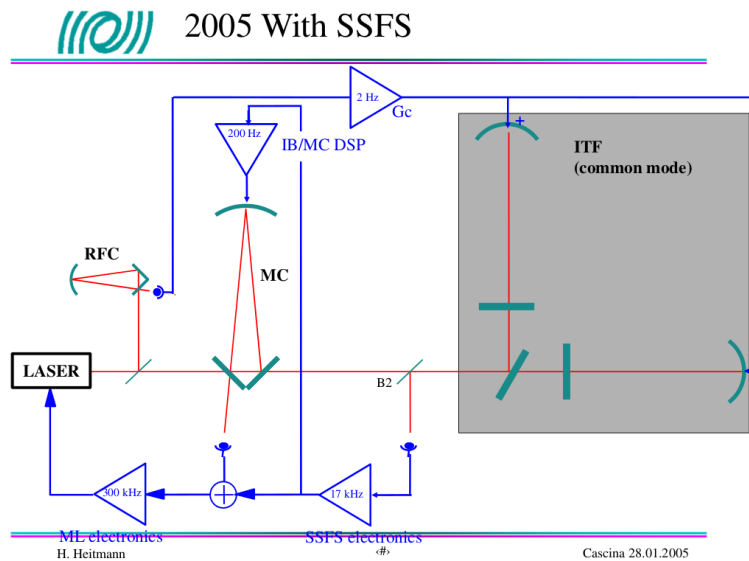 2005 With SSFS
2 Hz
Gc
200 Hz
IB/MC DSP
+
ITF
(common mode)
RFC
MC
LASER
B2
300 kHz
17 kHz
ML electronics
SSFS electronics
H. Heitmann
‹#›
Cascina 28.01.2005